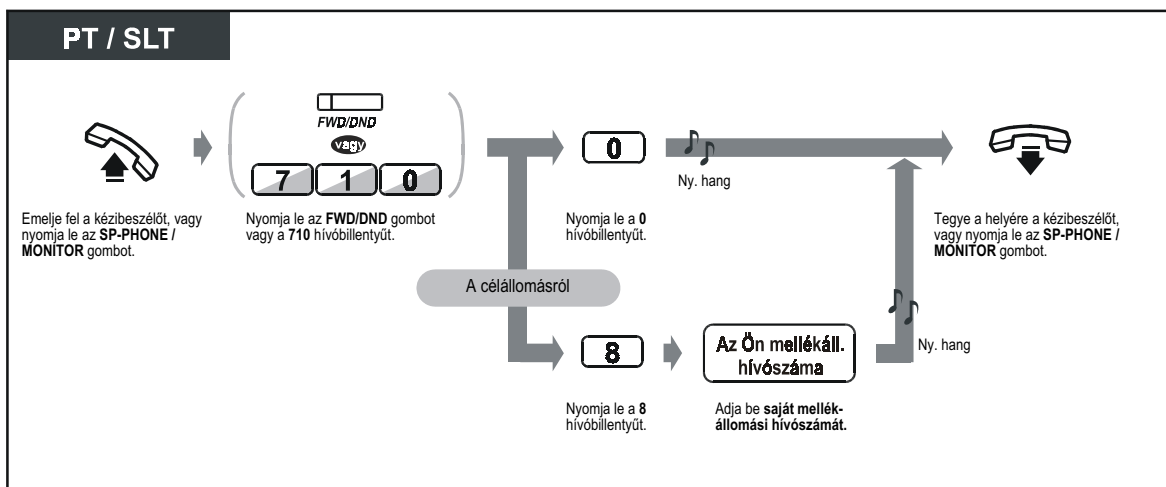 PT / SLT
FWD/DND
vagy
7 1 0
0
Ny. hang
Emelje fel a kézibeszélőt, vagy
nyomja le az SP-PHONE /
MONITOR gombot.
Nyomja le az FWD/DND gombot
vagy a 710 hívóbillentyűt.
Nyomja le a 0
hívóbillentyűt.
Tegye a helyére a kézibeszélőt,
vagy nyomja le az SP-PHONE /
MONITOR gombot.
A célállomásról
8
Az Ön mellékáll.
hívószáma
Ny. hang
Nyomja le a 8
hívóbillentyűt.
Adja be saját mellék-
állomási hívószámát.